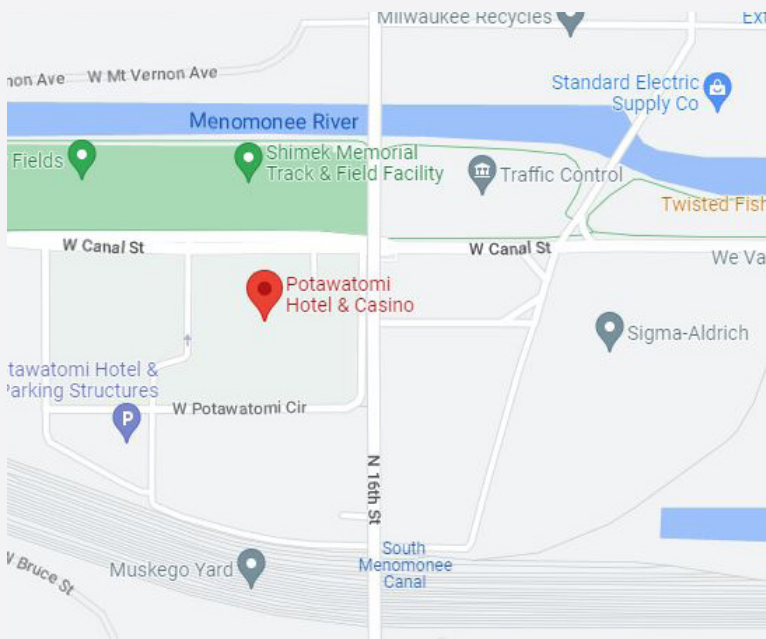 Milwaukee Recycles
Ext
non Ave
W Mt Vernon Ave
Standard Electric
Supply Co
Menomonee River
Fields
Shimek Memorial
Track & Field Facility
Traffic Control
Twisted Fish
W Canal St
W Canal St
We Va
Potawatomi
Hotel & Casino
Sigma-Aldrich
tawatomi Hotel &
Parking Structures
P
W Potawatomi Cir
N 16th St
South
Menomonee
Canal
Muskego Yard
W Bruce St